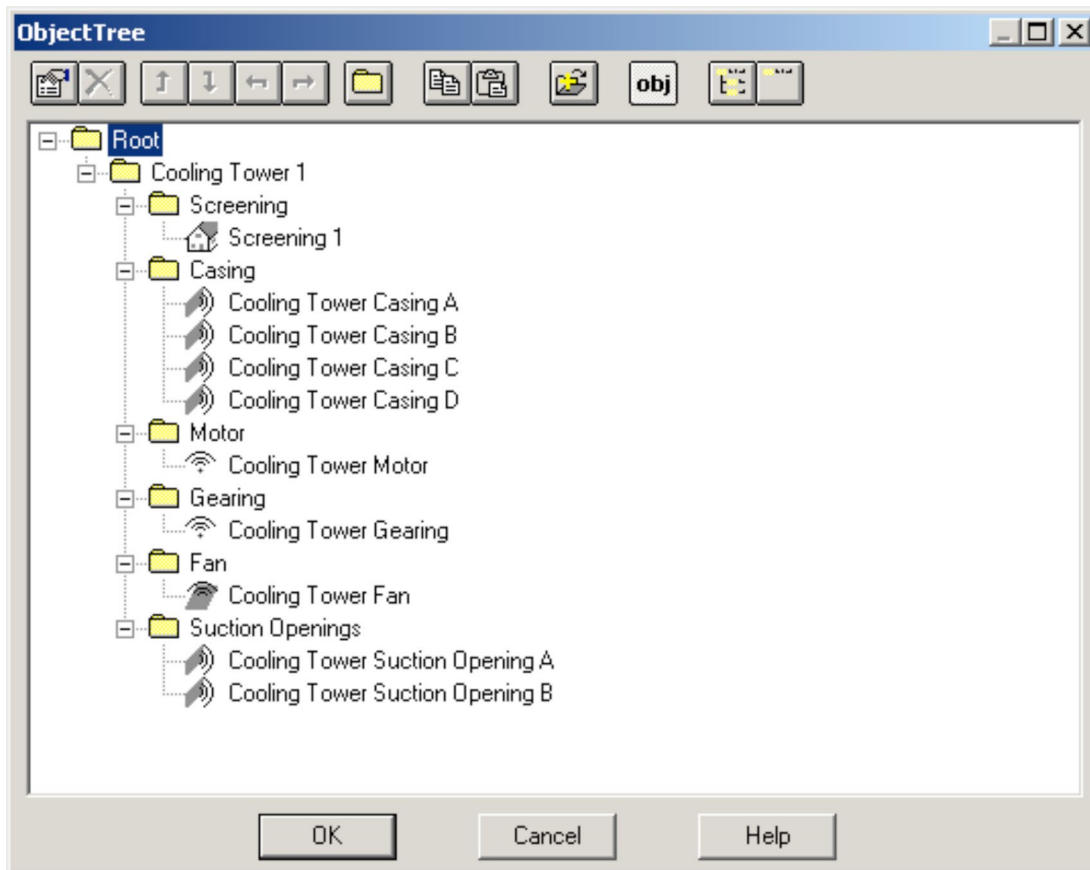 ObjectTree
obj
Root
Cooling Tower 1
Screening
Screening 1
Casing
Cooling Tower Casing A
Cooling Tower Casing B
Cooling Tower Casing C
Cooling Tower Casing D
Motor
Cooling Tower Motor
Gearing
Cooling Tower Gearing
Fan
Cooling Tower Fan
Suction Openings
Cooling Tower Suction Opening A
Cooling Tower Suction Opening B
OK Cancel Help